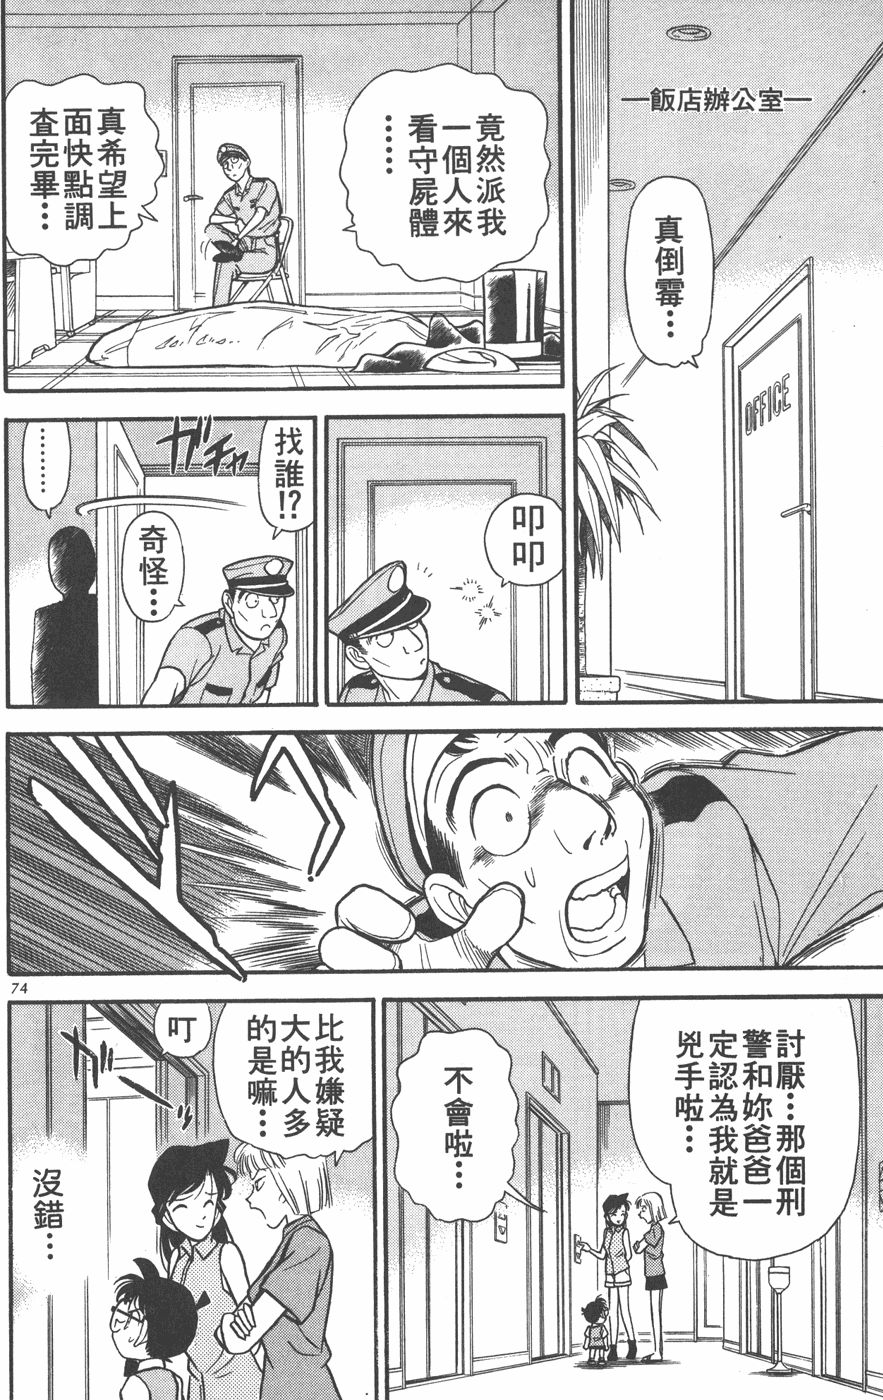 —飯店辦公室—
真倒霉…
OFFICE
竟然派我
一個人來
看守屍體
……
真希望上
面快點調
查完畢…
叩叩
找誰!?
ガチャ
奇怪…
………
74
討厭…那個刑
警和妳爸爸一
定認為我就是
兇手啦…
不會啦…
比我嫌疑
大的人多
的是嘛…
叮
沒錯…